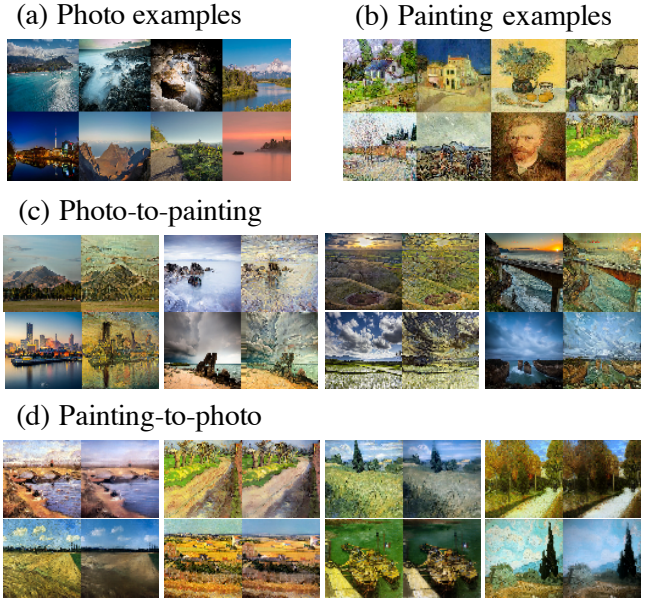 (a) Photo examples
(b) Painting examples
(c) Photo-to-painting
(d) Painting-to-photo